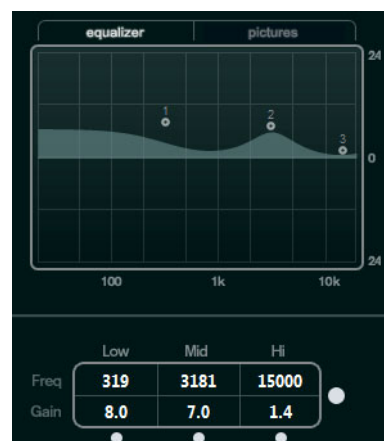 equalizer pictures
24
1 2 3
0
24
100 1k 10k
Low Mid Hi
Freq 319 3181 15000
Gain 8.0 7.0 1.4